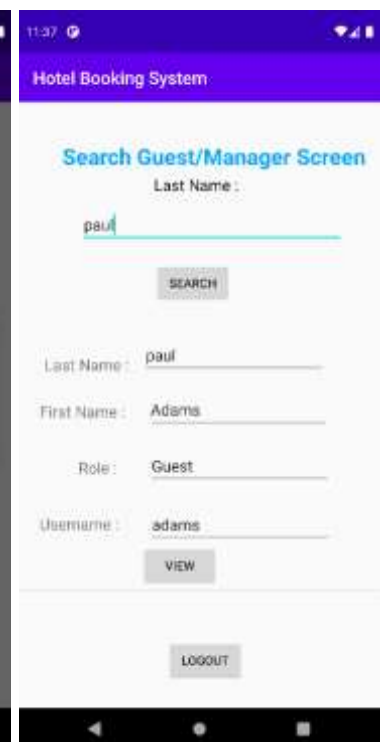 11:37
Hotel Booking System
Search Guest/Manager Screen
Last Name :
paul
SEARCH
Last Name : paul
First Name : Adams
Role : Guest
Username : adams
VIEW
LOGOUT